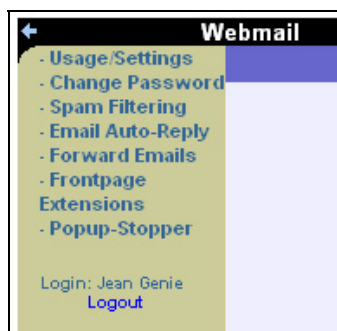 Webmail
- Usage/Settings
- Change Password
- Spam Filtering
- Email Auto-Reply
- Forward Emails
- Frontpage
Extensions
- Popup-Stopper
Login: Jean Genie
Logout